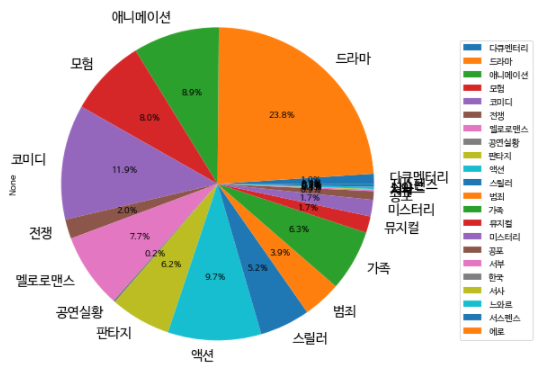 애니메이션
드라마
모험
8.9%
23.8%
8.0%
코미디
11.9%
다큐멘터리
공포
1.7%
미스터리
None
2.0%
1.7%
뮤지컬
전쟁
7.7%
6.3%
가족
0.2%
3.9%
멜로로맨스
6.2%
9.7%
5.2%
공연실황
범죄
판타지
스릴러
액션
다큐멘터리
드라마
애니메이션
모험
코미디
전쟁
멜로로맨스
공연실황
판타지
액션
스릴러
범죄
가족
뮤지컬
미스터리
공포
서부
한국
서사
느와르
서스펜스
에로